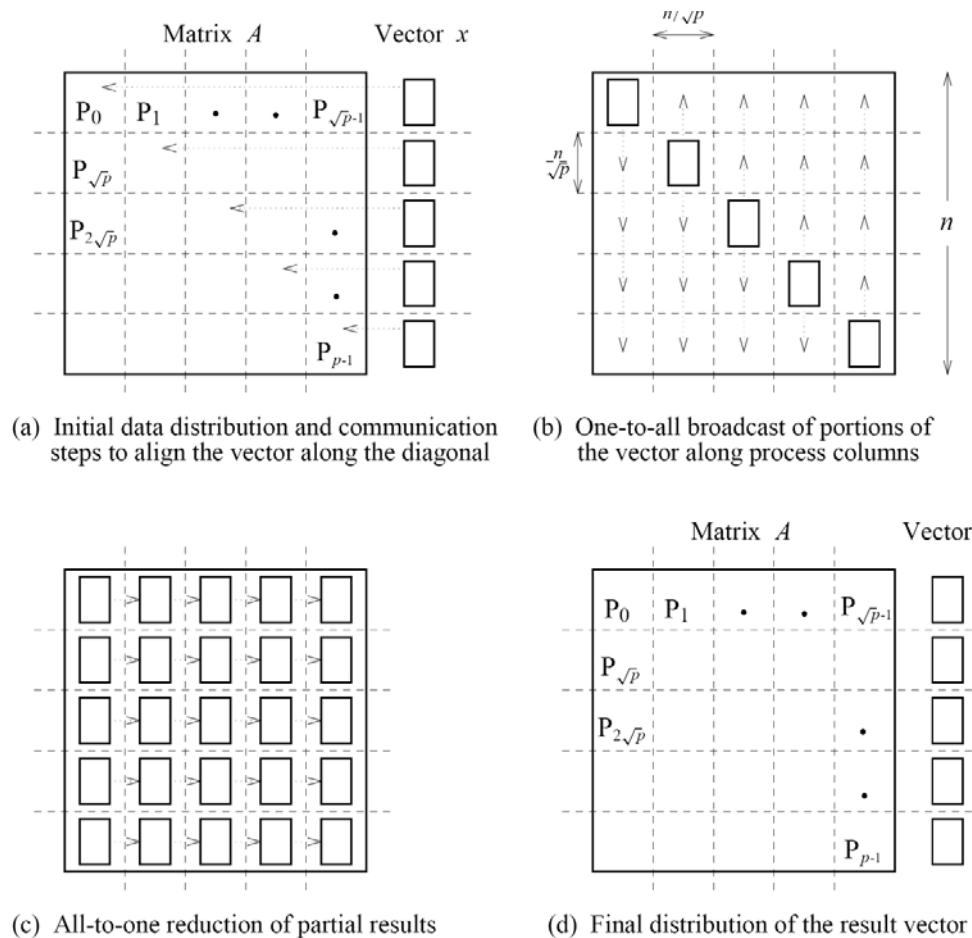 Matrix A Vector x
P₀ P₁ P√p-1
P√p
P2√p
Pp-1
(a) Initial data distribution and communication
steps to align the vector along the diagonal
n/√p
n/√p
n
(b) One-to-all broadcast of portions of
the vector along process columns
(c) All-to-one reduction of partial results
Matrix A Vector
P₀ P₁ P√p-1
P√p
P2√p
Pp-1
(d) Final distribution of the result vector